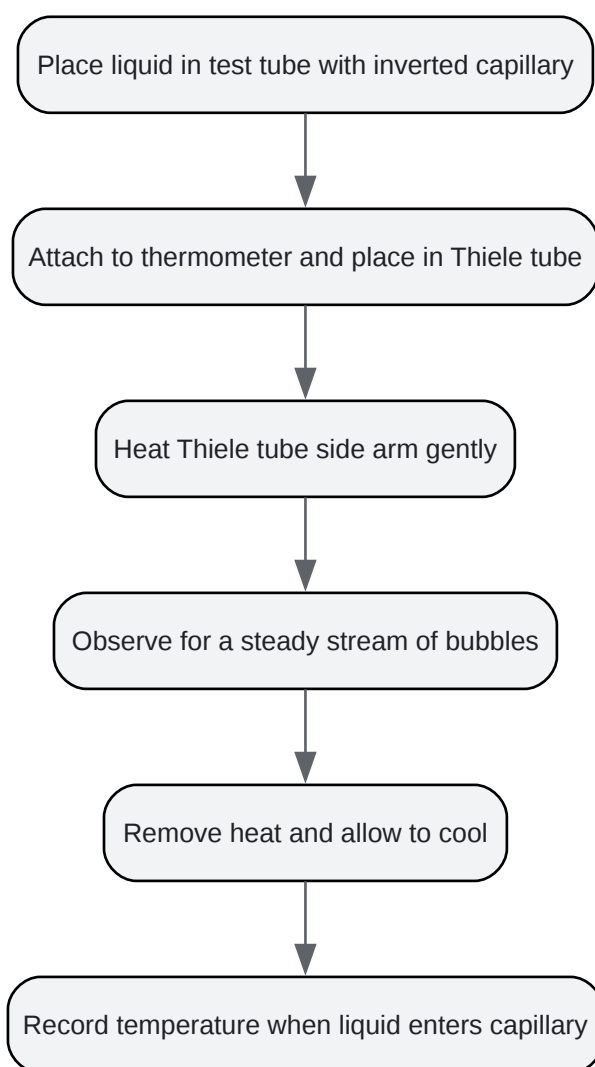 Place liquid in test tube with inverted capillary
Attach to thermometer and place in Thiele tube
Heat Thiele tube side arm gently
Observe for a steady stream of bubbles
Remove heat and allow to cool
Record temperature when liquid enters capillary